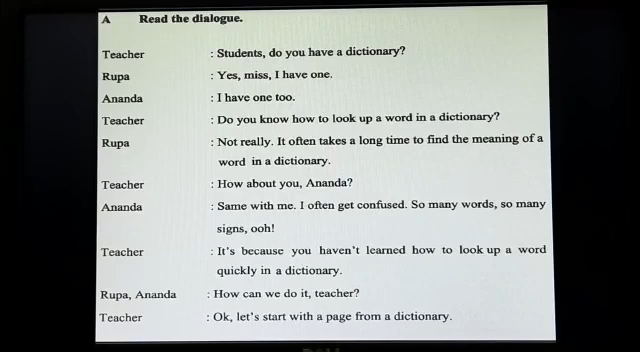 A Read the dialogue.
Teacher : Students, do you have a dictionary?
Rupa : Yes, miss, I have one.
Ananda : I have one too.
Teacher : Do you know how to look up a word in a dictionary?
Rupa : Not really. It often takes a long time to find the meaning of a
word in a dictionary.
Teacher : How about you, Ananda?
Ananda : Same with me. I often get confused. So many words, so many
signs, ooh!
Teacher : It's because you haven't learned how to look up a word
quickly in a dictionary.
Rupa, Ananda : How can we do it, teacher?
Teacher : Ok, let's start with a page from a dictionary.